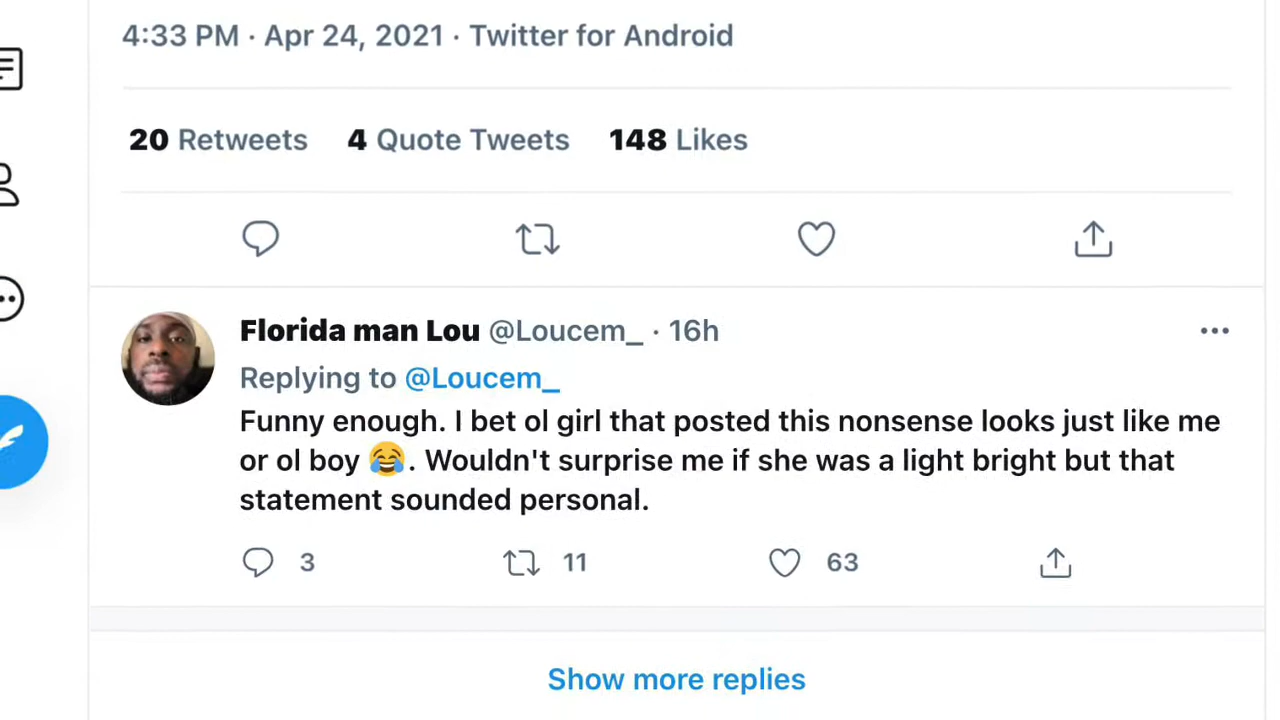 4:33 PM · Apr 24, 2021 · Twitter for Android
20 Retweets 4 Quote Tweets 148 Likes
Florida man Lou @Loucem_ · 16h
Replying to @Loucem_
Funny enough. I bet ol girl that posted this nonsense looks just like me
or ol boy 😂. Wouldn't surprise me if she was a light bright but that
statement sounded personal.
3 11 63
Show more replies